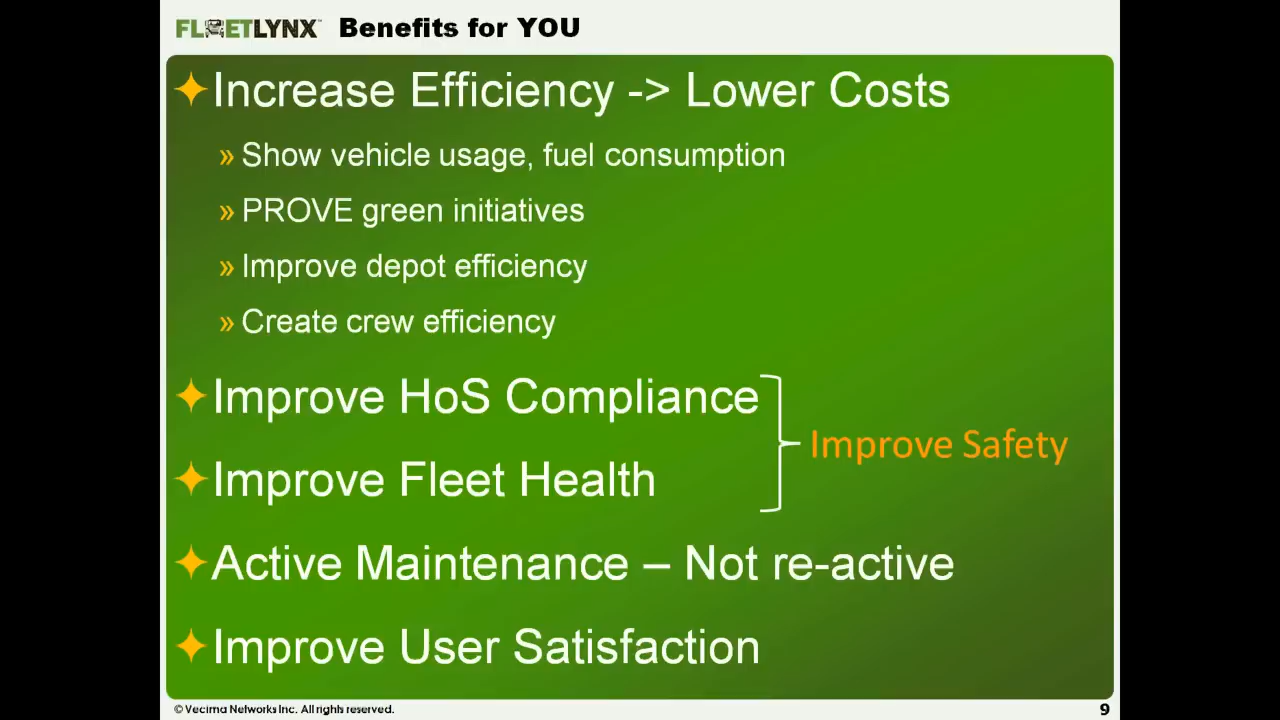 FLEETLYNX™ Benefits for YOU
Increase Efficiency -> Lower Costs
» Show vehicle usage, fuel consumption
» PROVE green initiatives
» Improve depot efficiency
» Create crew efficiency
Improve HoS Compliance
Improve Safety
Improve Fleet Health
Active Maintenance – Not re-active
Improve User Satisfaction
© Vecima Networks Inc. All rights reserved.
9